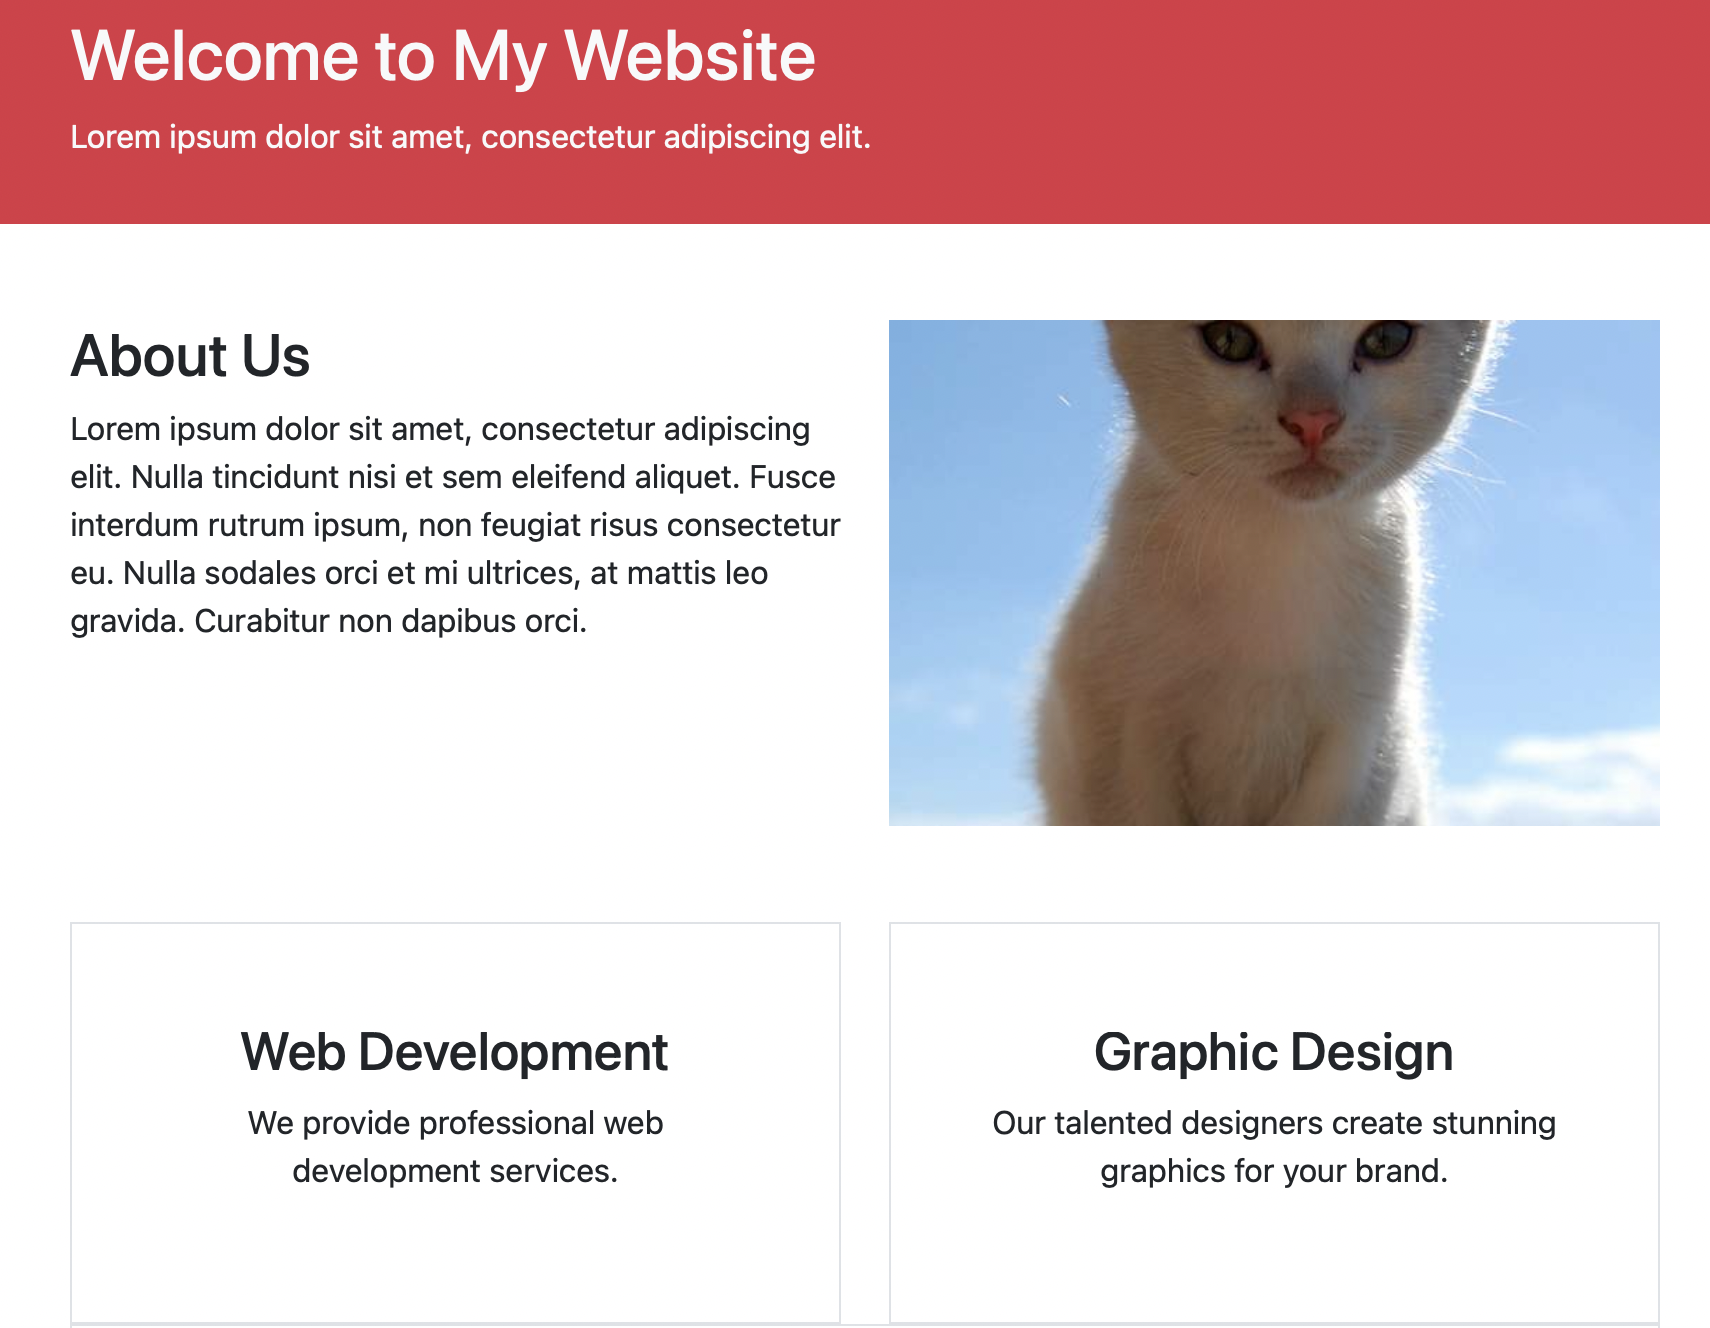 Welcome to My Website
Lorem ipsum dolor sit amet, consectetur adipiscing elit.
About Us
Lorem ipsum dolor sit amet, consectetur adipiscing
elit. Nulla tincidunt nisi et sem eleifend aliquet. Fusce
interdum rutrum ipsum, non feugiat risus consectetur
eu. Nulla sodales orci et mi ultrices, at mattis leo
gravida. Curabitur non dapibus orci.
Web Development
We provide professional web
development services.
Graphic Design
Our talented designers create stunning
graphics for your brand.